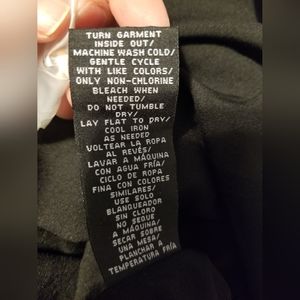 TURN GARMENT
INSIDE OUT/
MACHINE WASH COLD/
GENTLE CYCLE
WITH LIKE COLORS/
ONLY NON-CHLORINE
BLEACH WHEN
NEEDED/
DO NOT TUMBLE
DRY/
LAY FLAT TO DRY/
COOL IRON
AS NEEDED
VOLTEAR LA ROPA
AL REVÉS/
LAVAR A MÁQUINA
CON AGUA FRÍA/
CICLO DE ROPA
FINA CON COLORES
SIMILARES/
USE SOLO
BLANQUEADOR
SIN CLORO
NO SEQUE
A MÁQUINA/
SECAR SOBRE
UNA MESA/
PLANCHAR A
TEMPERATURA FRÍA